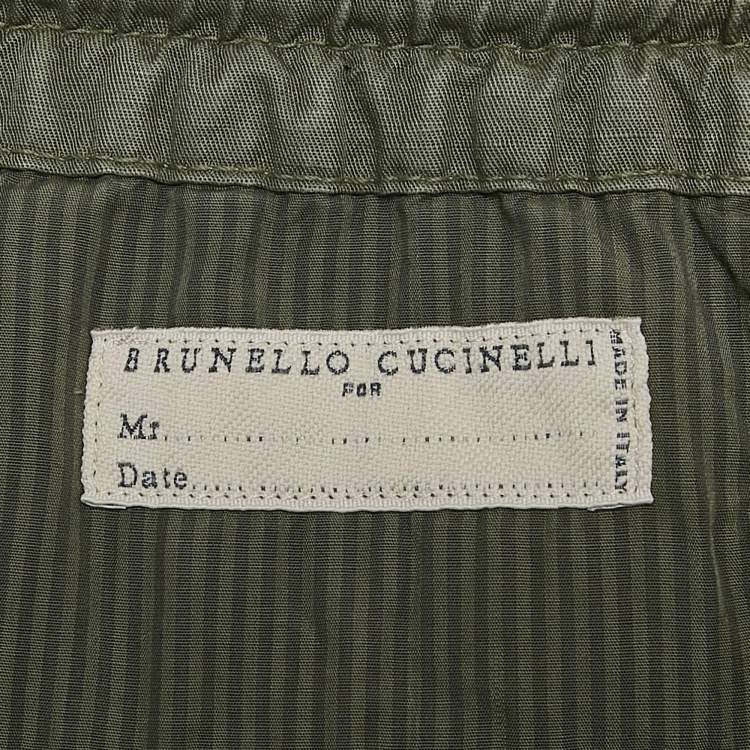 BRUNELLO CUCINELLI
FOR
Mr..............................
Date..............................
MADE IN ITALY